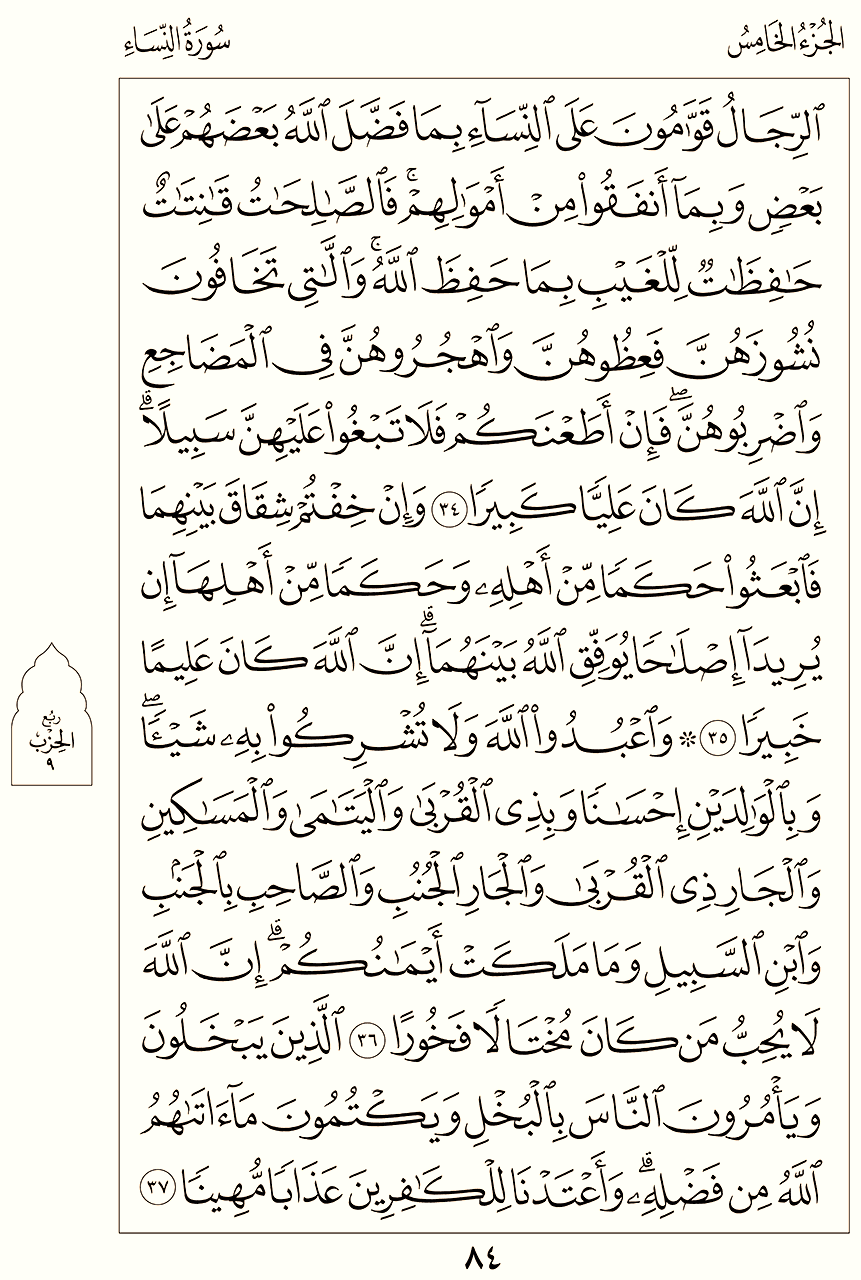 الجُزْءُ الخَامِسُ
سُورَةُ النِّسَاءِ
ٱلرِّجَالُ قَوَّٰمُونَ عَلَى ٱلنِّسَآءِ بِمَا فَضَّلَ ٱللَّهُ بَعْضَهُمْ عَلَىٰ
بَعْضٍ وَبِمَآ أَنفَقُوا۟ مِنْ أَمْوَٰلِهِمْ ۚ فَٱلصَّـٰلِحَـٰتُ قَـٰنِتَـٰتٌ
حَـٰفِظَـٰتٌ لِّلْغَيْبِ بِمَا حَفِظَ ٱللَّهُ ۚ وَٱلَّـٰتِى تَخَافُونَ
نُشُوزَهُنَّ فَعِظُوهُنَّ وَٱهْجُرُوهُنَّ فِى ٱلْمَضَاجِعِ
وَٱضْرِبُوهُنَّ ۖ فَإِنْ أَطَعْنَكُمْ فَلَا تَبْغُوا۟ عَلَيْهِنَّ سَبِيلًا ۗ
إِنَّ ٱللَّهَ كَانَ عَلِيًّا كَبِيرًا ٣٤ وَإِنْ خِفْتُمْ شِقَاقَ بَيْنِهِمَا
فَٱبْعَثُوا۟ حَكَمًا مِّنْ أَهْلِهِۦ وَحَكَمًا مِّنْ أَهْلِهَآ إِن
يُرِيدَآ إِصْلَـٰحًا يُوَفِّقِ ٱللَّهُ بَيْنَهُمَآ ۗ إِنَّ ٱللَّهَ كَانَ عَلِيمًا
خَبِيرًا ٣٥ ۞ وَٱعْبُدُوا۟ ٱللَّهَ وَلَا تُشْرِكُوا۟ بِهِۦ شَيْـًٔا ۖ
وَبِٱلْوَٰلِدَيْنِ إِحْسَـٰنًا وَبِذِى ٱلْقُرْبَىٰ وَٱلْيَتَـٰمَىٰ وَٱلْمَسَـٰكِينِ
وَٱلْجَارِ ذِى ٱلْقُرْبَىٰ وَٱلْجَارِ ٱلْجُنُبِ وَٱلصَّاحِبِ بِٱلْجَنۢبِ
وَٱبْنِ ٱلسَّبِيلِ وَمَا مَلَكَتْ أَيْمَـٰنُكُمْ ۗ إِنَّ ٱللَّهَ
لَا يُحِبُّ مَن كَانَ مُخْتَالًا فَخُورًا ٣٦ ٱلَّذِينَ يَبْخَلُونَ
وَيَأْمُرُونَ ٱلنَّاسَ بِٱلْبُخْلِ وَيَكْتُمُونَ مَآ ءَاتَىٰهُمُ
ٱللَّهُ مِن فَضْلِهِۦ ۗ وَأَعْتَدْنَا لِلْكَـٰفِرِينَ عَذَابًا مُّهِينًا ٣٧
رُبْعُ
الحِزْبِ
٩
٨٤